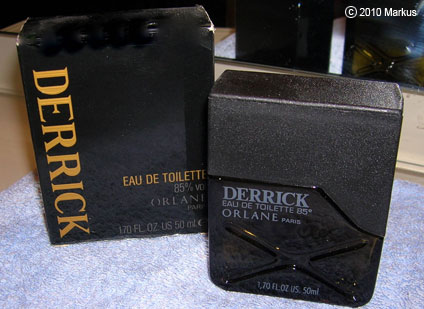 © 2010 Markus
DERRICK
EAU DE TOILETTE
85% VO
ORLANE
PARIS
1.70 FL.OZ US 50 ml
DERRICK
EAU DE TOILETTE 85°
ORLANE PARIS
1,70 FL.OZ US. 50ml